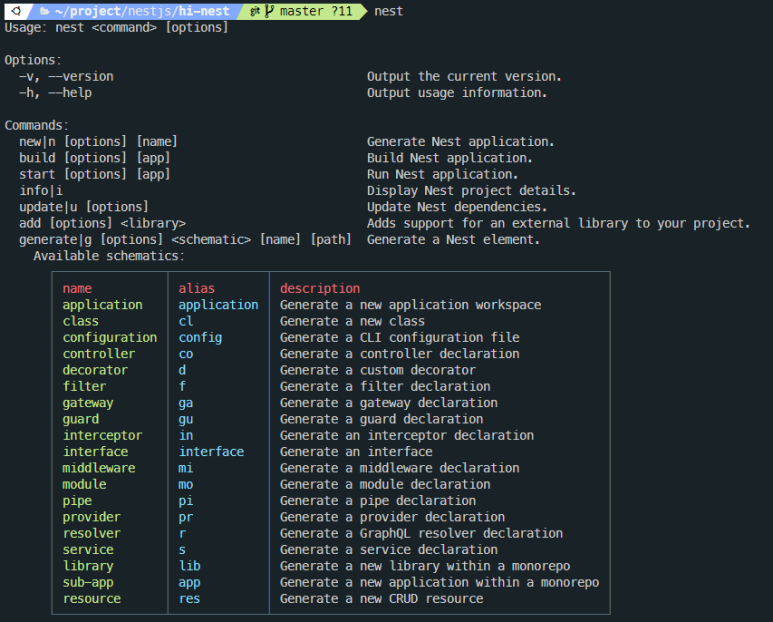 ~/project/nestjs/hi-nest git master ?11 nest
Usage: nest <command> [options]
Options:
-v, --version Output the current version.
-h, --help Output usage information.
Commands:
new|n [options] [name] Generate Nest application.
build [options] [app] Build Nest application.
start [options] [app] Run Nest application.
info|i Display Nest project details.
update|u [options] Update Nest dependencies.
add [options] <library> Adds support for an external library to your project.
generate|g [options] <schematic> [name] [path] Generate a Nest element.
Available schematics:
name alias description
application application Generate a new application workspace
class cl Generate a new class
configuration config Generate a CLI configuration file
controller co Generate a controller declaration
decorator d Generate a custom decorator
filter f Generate a filter declaration
gateway ga Generate a gateway declaration
guard gu Generate a guard declaration
interceptor in Generate an interceptor declaration
interface interface Generate an interface
middleware mi Generate a middleware declaration
module mo Generate a module declaration
pipe pi Generate a pipe declaration
provider pr Generate a provider declaration
resolver r Generate a GraphQL resolver declaration
service s Generate a service declaration
library lib Generate a new library within a monorepo
sub-app app Generate a new application within a monorepo
resource res Generate a new CRUD resource